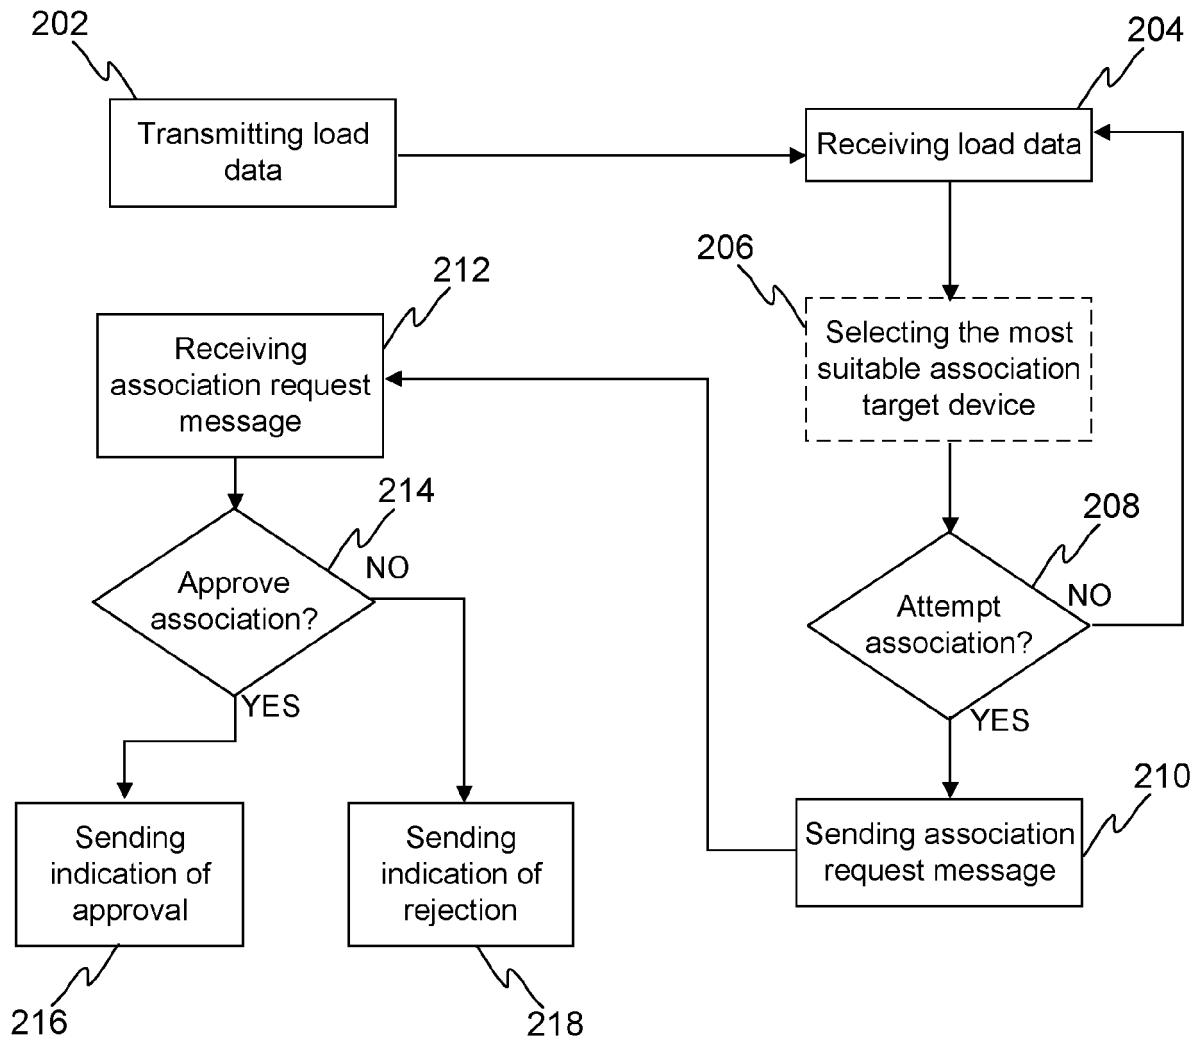 202
204
Transmitting load
data
Receiving load data
206
212
Selecting the most
suitable association
target device
Receiving
association request
message
214
208
NO
Approve
association?
NO
Attempt
association?
YES
YES
210
Sending
indication of
approval
Sending
indication of
rejection
Sending association
request message
216
218